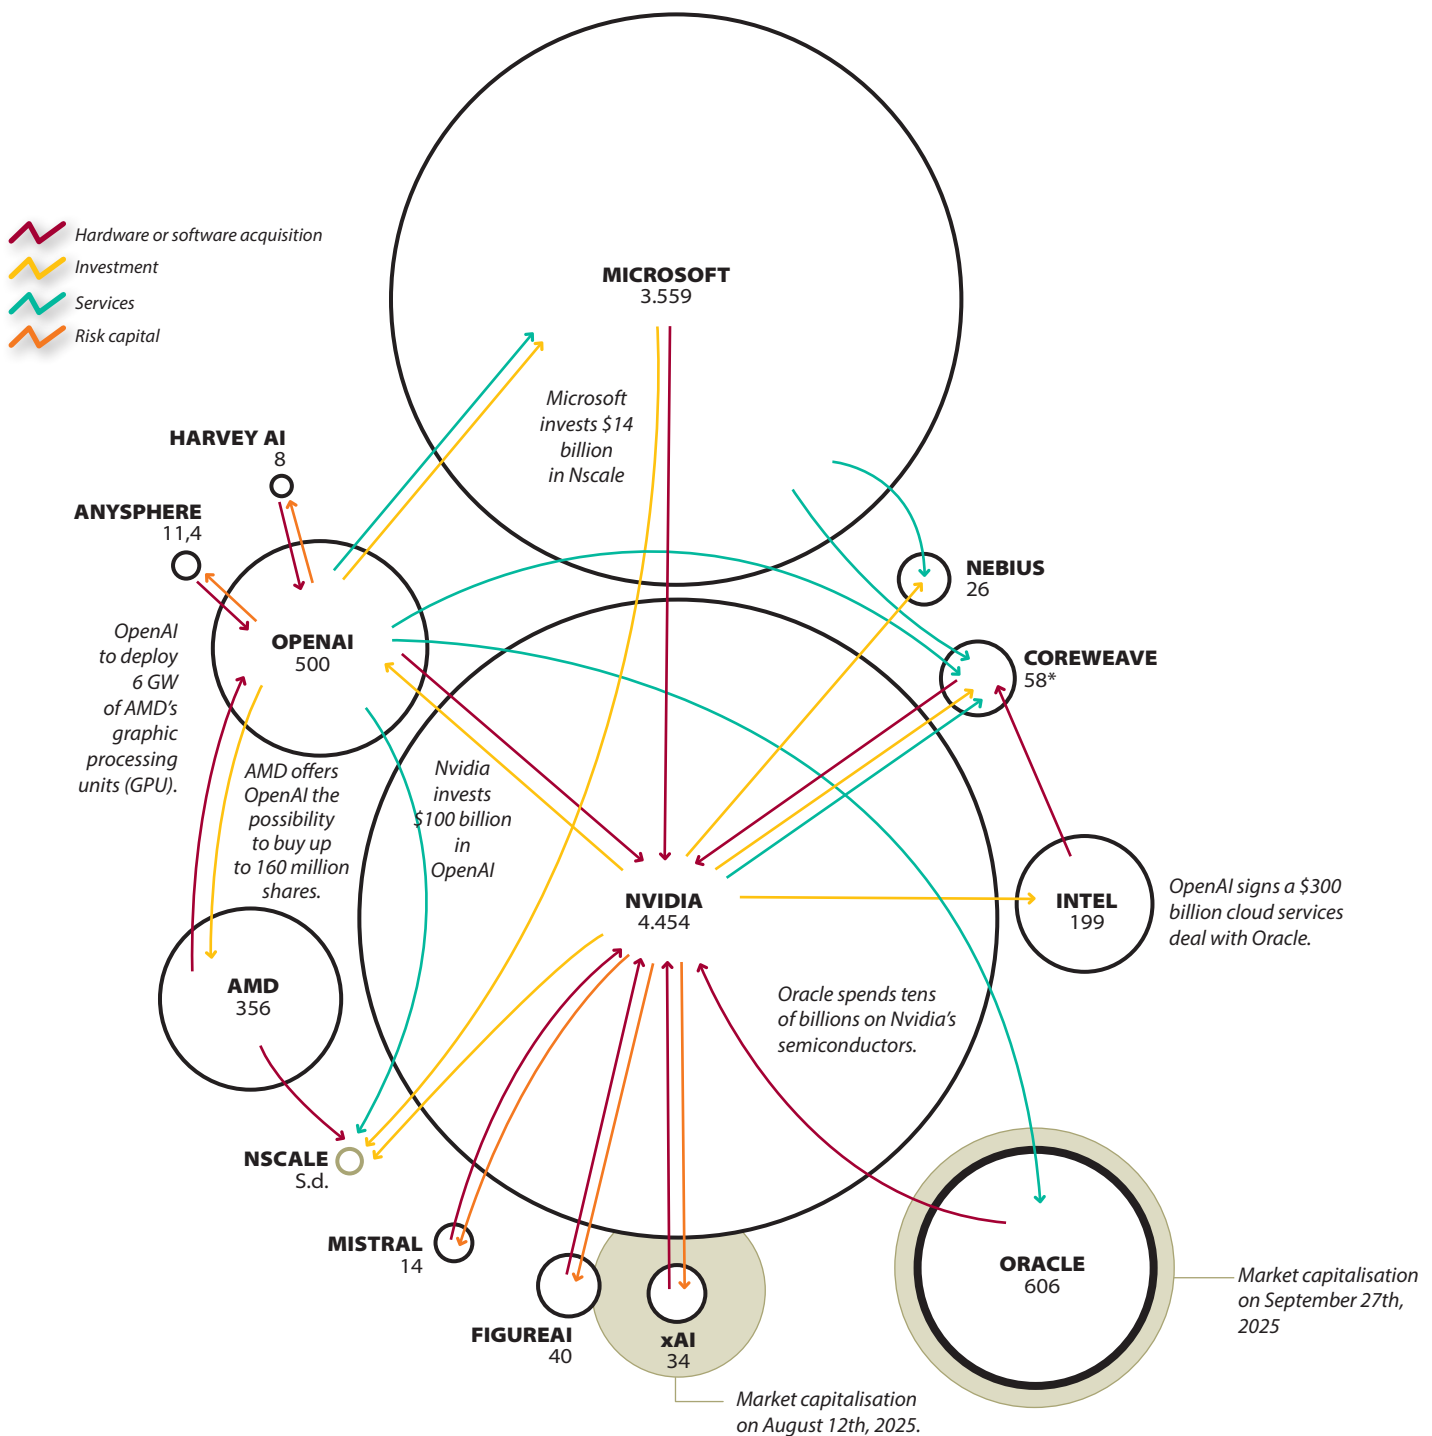 Hardware or software acquisition
Investment
Services
Risk capital
MICROSOFT
3.559
Microsoft
invests $14
billion
in Nscale
HARVEY AI
8
ANYSPHERE
11,4
OPENAI
500
NEBIUS
26
COREWEAVE
58*
OpenAI
to deploy
6 GW
of AMD’s
graphic
processing
units (GPU).
AMD offers
OpenAI the
possibility
to buy up
to 160 million
shares.
Nvidia
invests
$100 billion
in
OpenAI
NVIDIA
4.454
INTEL
199
OpenAI signs a $300
billion cloud services
deal with Oracle.
AMD
356
Oracle spends tens
of billions on Nvidia’s
semiconductors.
NSCALE
S.d.
MISTRAL
14
FIGUREAI
40
xAI
34
ORACLE
606
Market capitalisation
on September 27th,
2025
Market capitalisation
on August 12th, 2025.